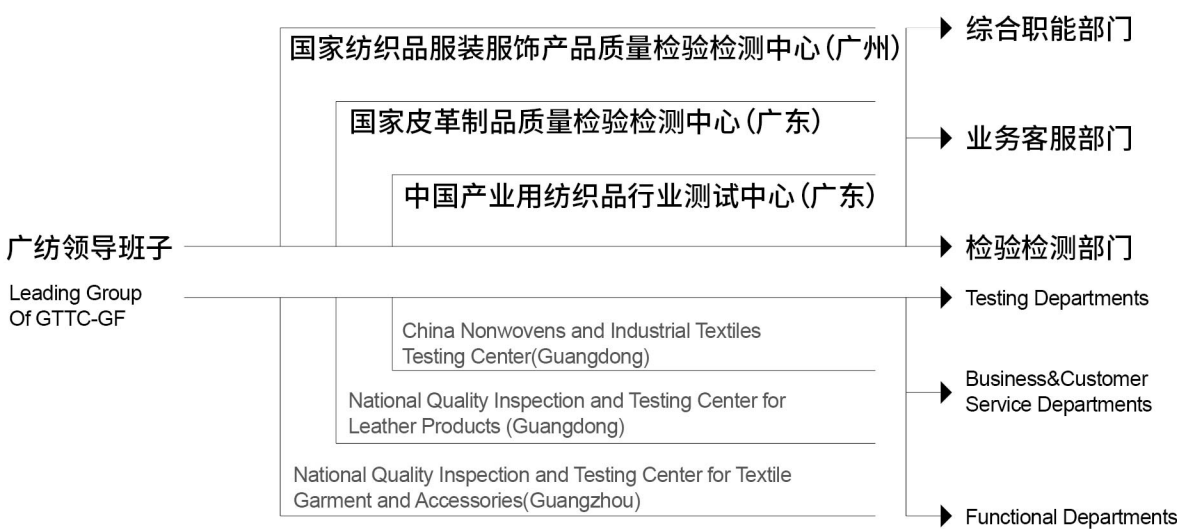 国家纺织品服装服饰产品质量检验检测中心(广州)
国家皮革制品质量检验检测中心(广东)
中国产业用纺织品行业测试中心(广东)
广纺领导班子
综合职能部门
业务客服部门
检验检测部门
Leading Group
Of GTTC-GF
China Nonwovens and Industrial Textiles
Testing Center(Guangdong)
National Quality Inspection and Testing Center for
Leather Products (Guangdong)
National Quality Inspection and Testing Center for Textile
Garment and Accessories(Guangzhou)
Testing Departments
Business&Customer
Service Departments
Functional Departments